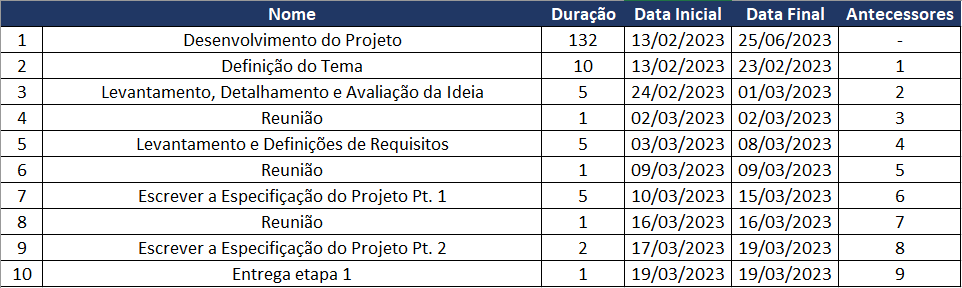 Nome Duração Data Inicial Data Final Antecessores
1 Desenvolvimento do Projeto 132 13/02/2023 25/06/2023 -
2 Definição do Tema 10 13/02/2023 23/02/2023 1
3 Levantamento, Detalhamento e Avaliação da Ideia 5 24/02/2023 01/03/2023 2
4 Reunião 1 02/03/2023 02/03/2023 3
5 Levantamento e Definições de Requisitos 5 03/03/2023 08/03/2023 4
6 Reunião 1 09/03/2023 09/03/2023 5
7 Escrever a Especifiçação do Projeto Pt. 1 5 10/03/2023 15/03/2023 6
8 Reunião 1 16/03/2023 16/03/2023 7
9 Escrever a Especifiçação do Projeto Pt. 2 2 17/03/2023 19/03/2023 8
10 Entrega etapa 1 1 19/03/2023 19/03/2023 9